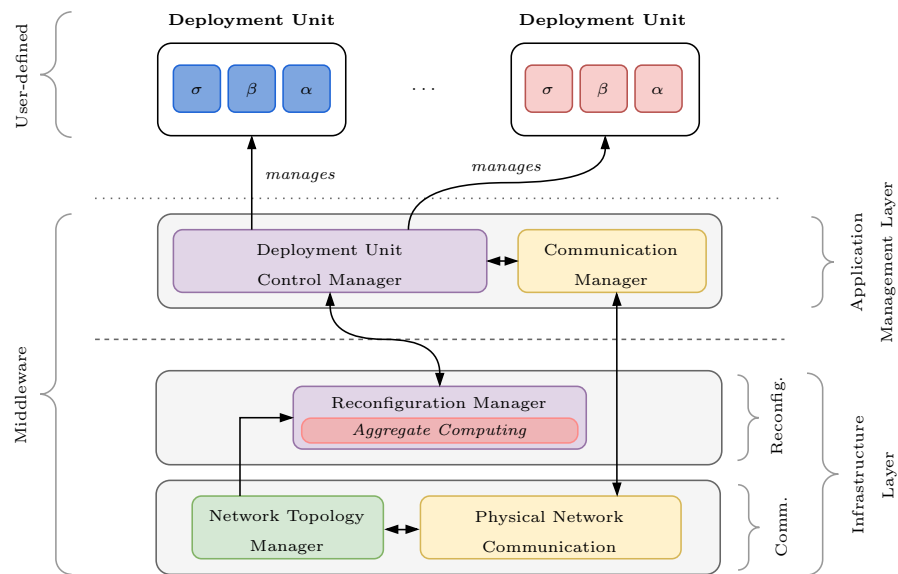 Deployment Unit
Deployment Unit
User-defined
σ β α
. . .
σ β α
manages
manages
Middleware
Deployment Unit
Control Manager
Communication
Manager
Application
Management Layer
Reconfiguration Manager
Aggregate Computing
Reconfig.
Network Topology
Manager
Physical Network
Communication
Comm.
Infrastructure
Layer